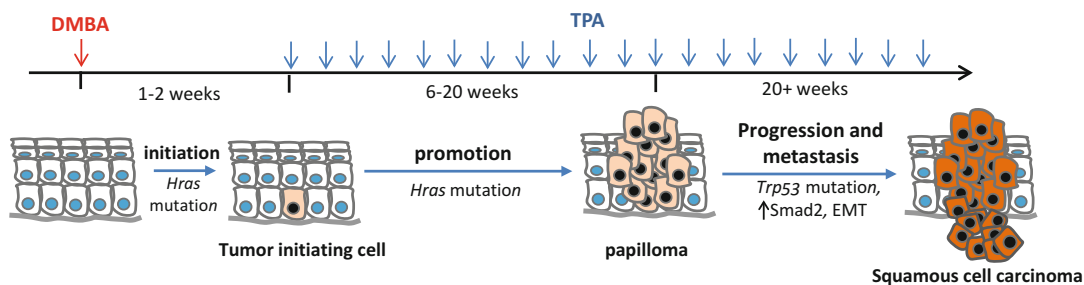 DMBA
TPA
1-2 weeks
6-20 weeks
20+ weeks
initiation
Hras
mutation
promotion
Hras mutation
Progression and
metastasis
Trp53 mutation,
↑Smad2, EMT
Tumor initiating cell
papilloma
Squamous cell carcinoma